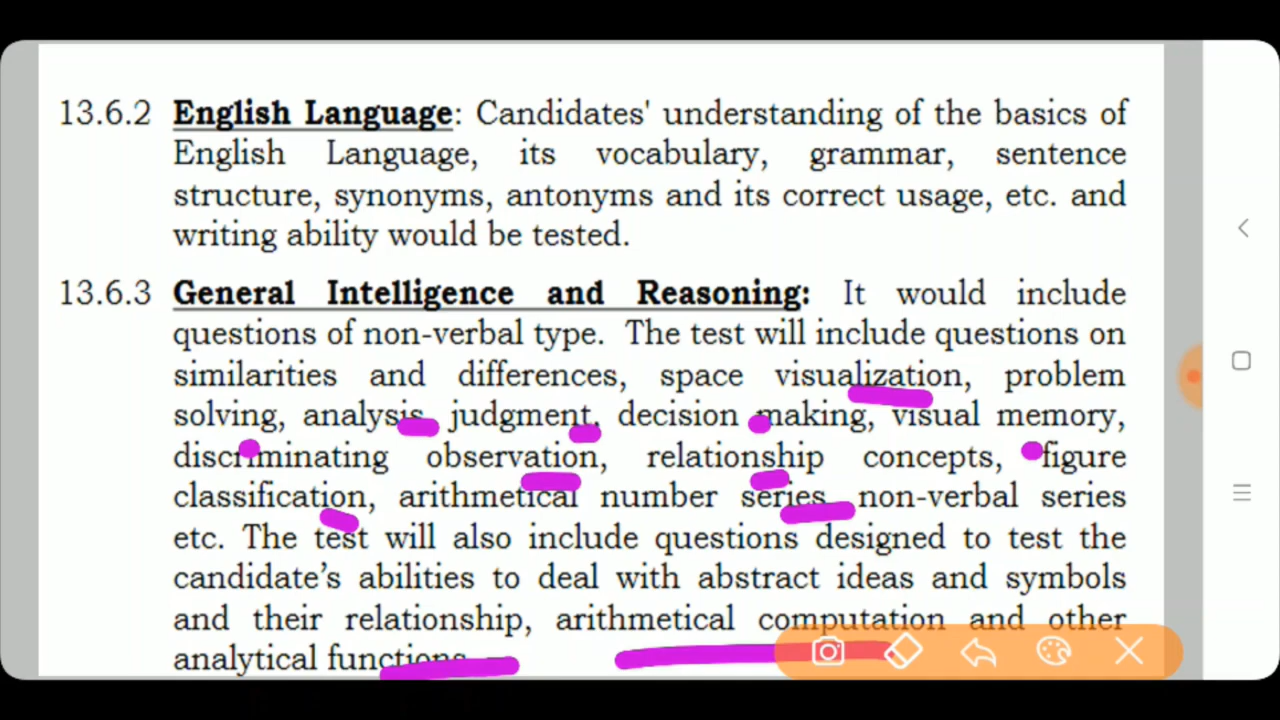 13.6.2 English Language: Candidates' understanding of the basics of
English Language, its vocabulary, grammar, sentence
structure, synonyms, antonyms and its correct usage, etc. and
writing ability would be tested.
13.6.3 General Intelligence and Reasoning: It would include
questions of non-verbal type. The test will include questions on
similarities and differences, space visualization, problem
solving, analysis, judgment, decision making, visual memory,
discriminating observation, relationship concepts, figure
classification, arithmetical number series, non-verbal series
etc. The test will also include questions designed to test the
candidate’s abilities to deal with abstract ideas and symbols
and their relationship, arithmetical computation and other
analytical functions.